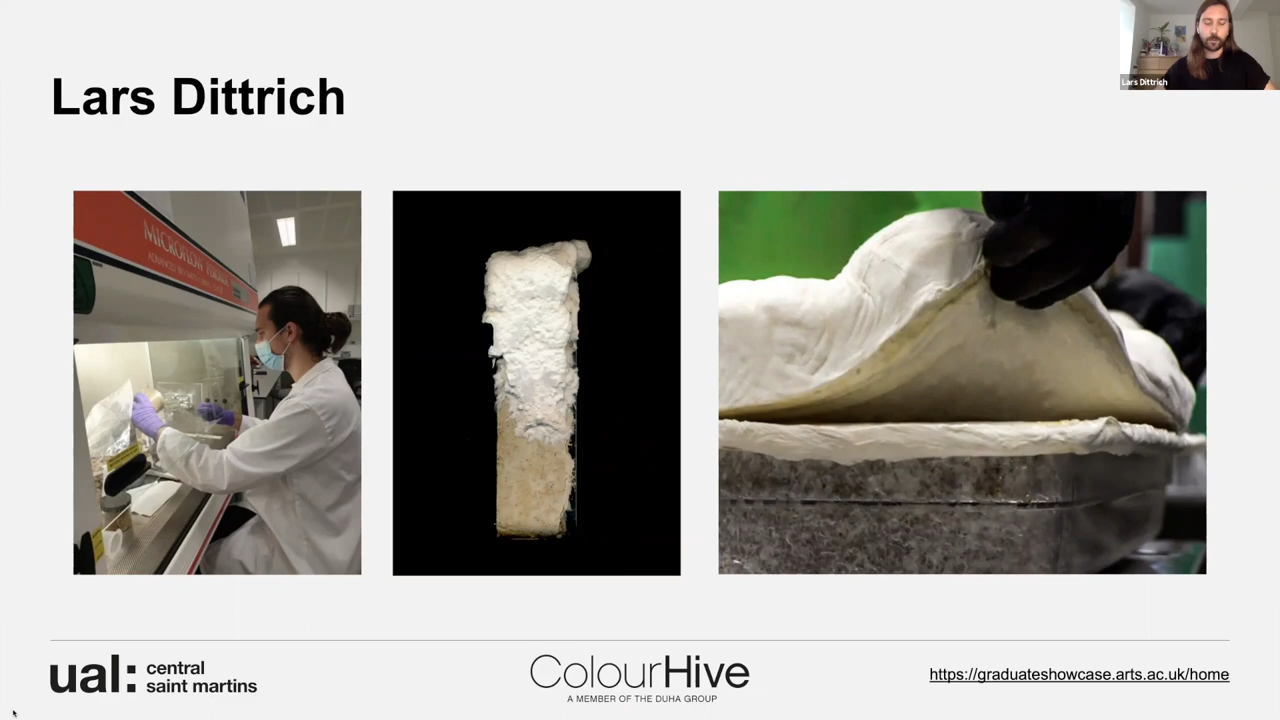 Lars Dittrich
Lars Dittrich
MICROFLOW
ual: central
saint martins
ColourHive
A MEMBER OF THE DUHA GROUP
https://graduateshowcase.arts.ac.uk/home